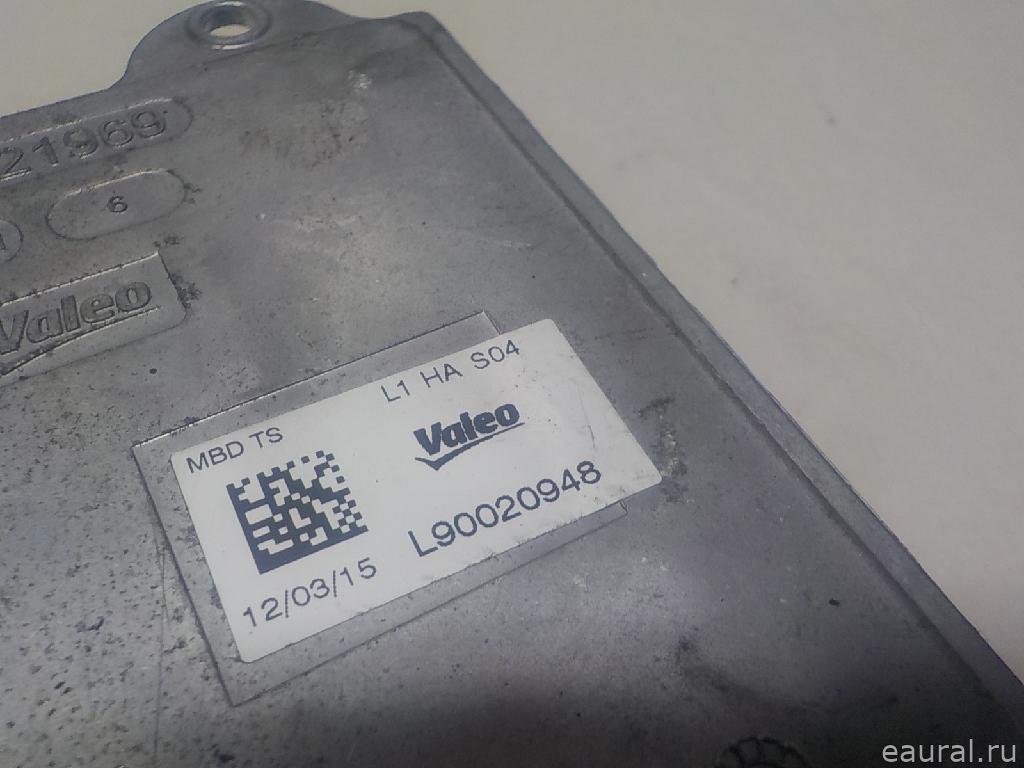 21969
6
Valeo
L1 HA S04
MBD TS
Valeo
L90020948
12/03/15
eaural.ru